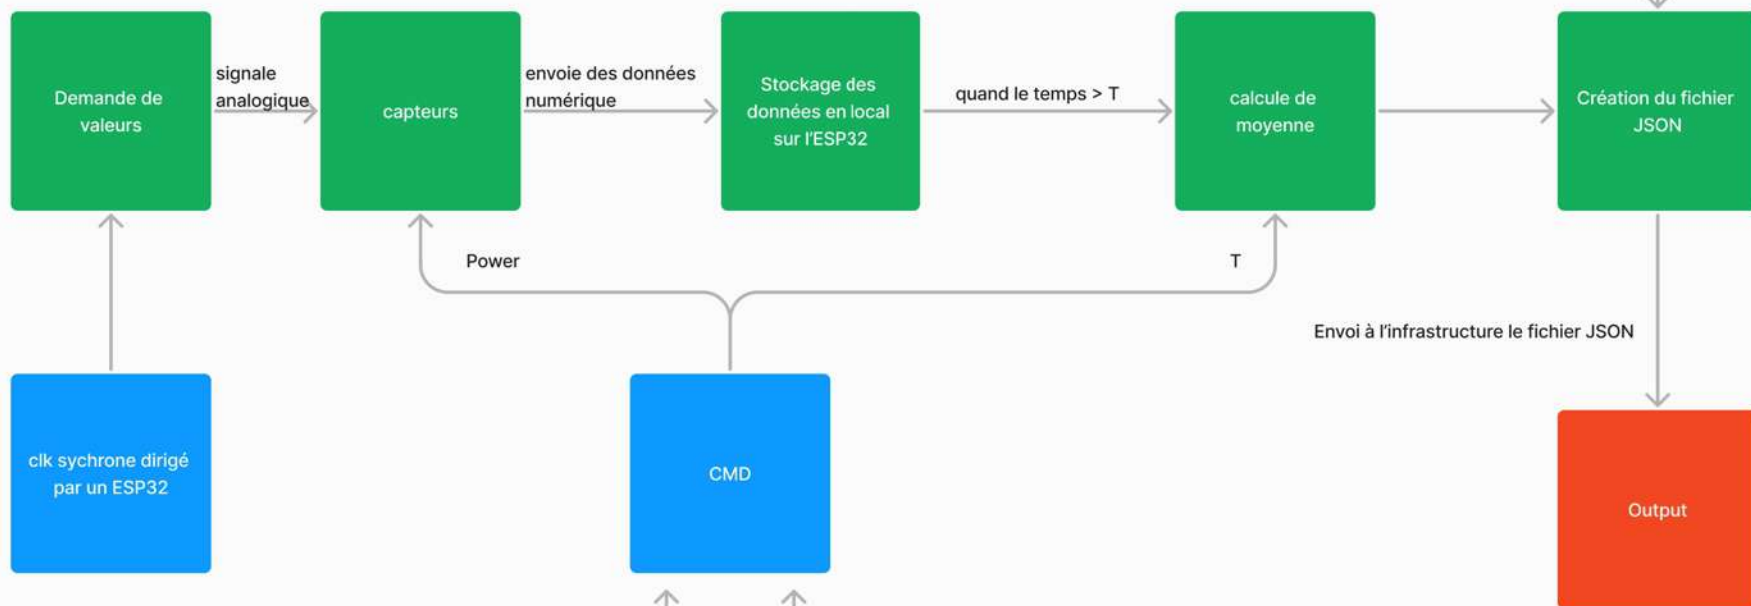 Demande de
valeurs
signale
analogique
capteurs
envoie des données
numérique
Stockage des
données en local
sur l'ESP32
quand le temps > T
calcule de
moyenne
Création du fichier
JSON
Power
T
Envoi à l'infrastructure le fichier JSON
clk sychrone dirigé
par un ESP32
CMD
Output